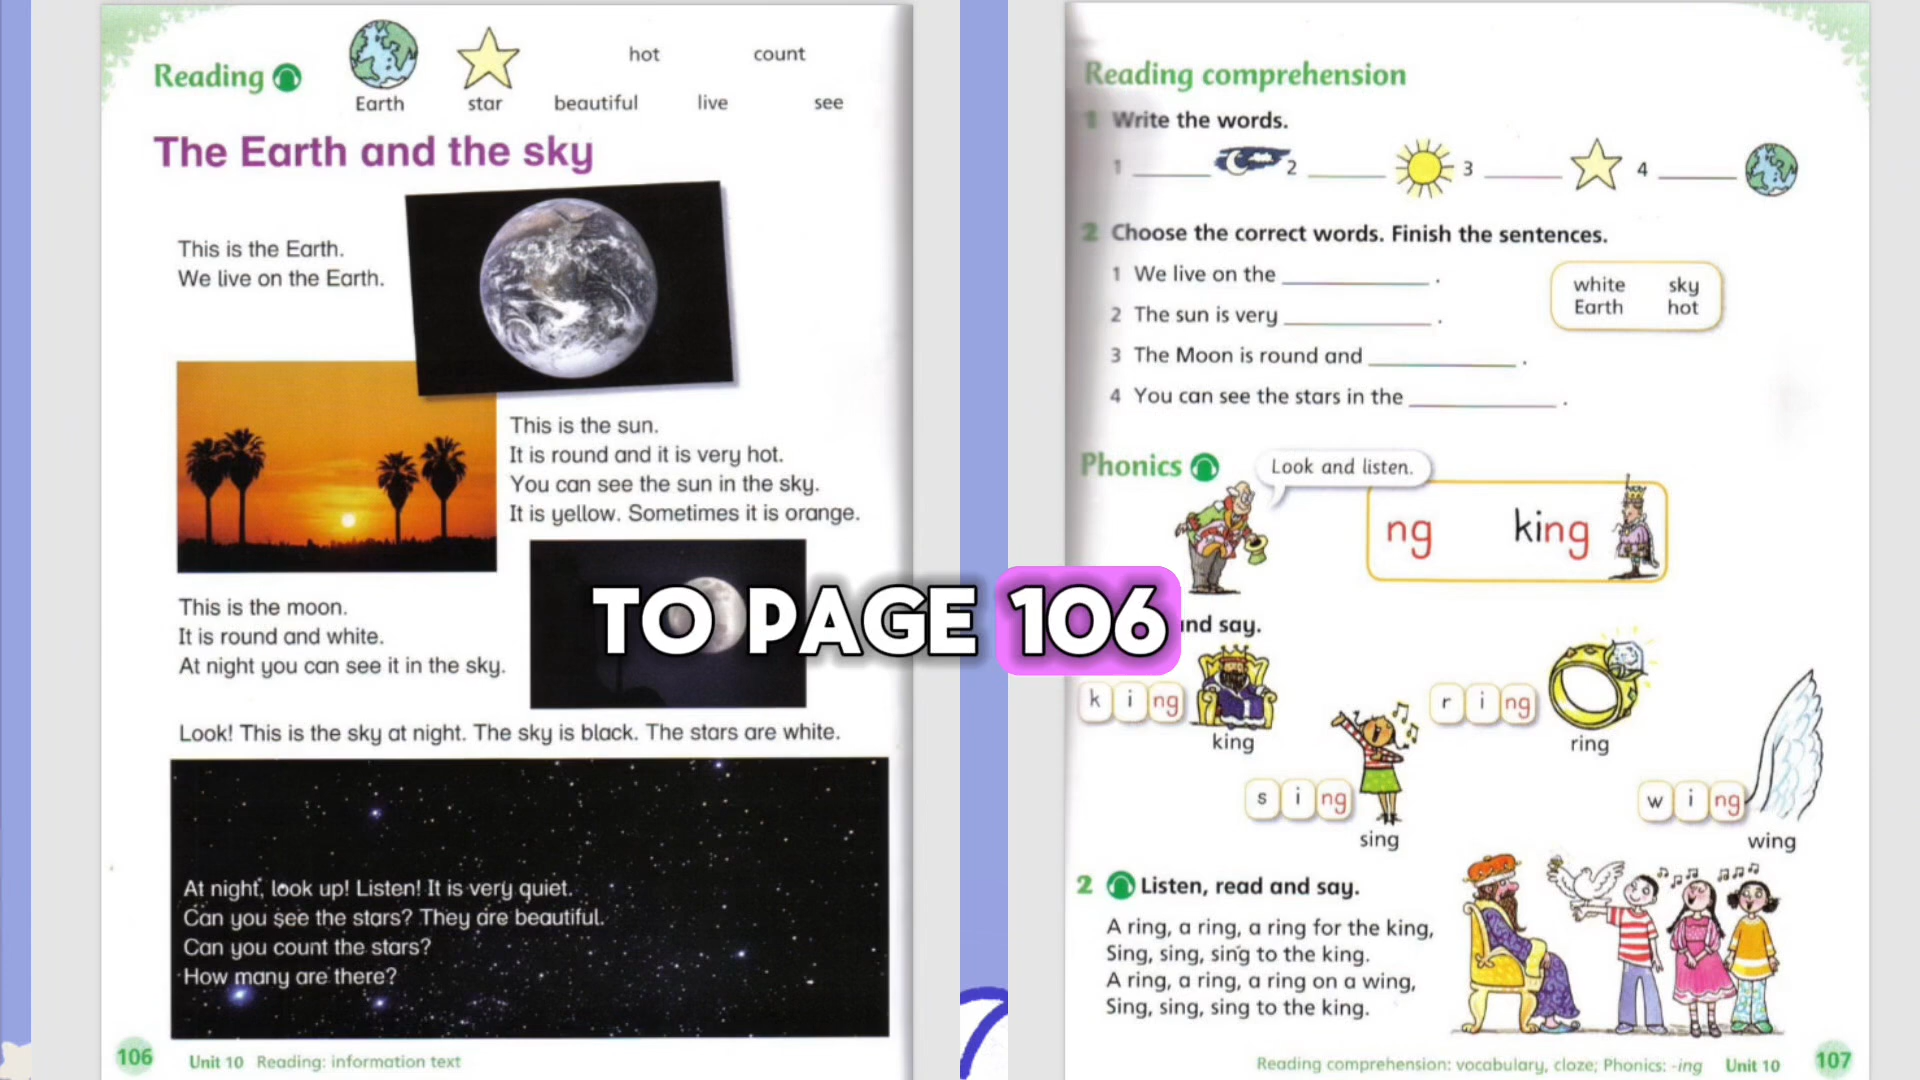 Reading
Earth
star
hot
count
beautiful
live
see
The Earth and the sky
This is the Earth.
We live on the Earth.
This is the sun.
It is round and it is very hot.
You can see the sun in the sky.
It is yellow. Sometimes it is orange.
This is the moon.
It is round and white.
At night you can see it in the sky.
Look! This is the sky at night. The sky is black. The stars are white.
At night, look up! Listen! It is very quiet.
Can you see the stars? They are beautiful.
Can you count the stars?
How many are there?
106 Unit 10 Reading: information text
TO PAGE 106
Reading comprehension
1 Write the words.
1 ______ 2 ______ 3 ______ 4 ______
2 Choose the correct words. Finish the sentences.
1 We live on the ____________ .
2 The sun is very ____________ .
3 The Moon is round and ____________ .
4 You can see the stars in the ____________ .
white sky
Earth hot
Phonics
Look and listen.
ng king
and say.
k i ng
king
r i ng
ring
s i ng
sing
w i ng
wing
2 Listen, read and say.
A ring, a ring, a ring for the king,
Sing, sing, sing to the king.
A ring, a ring, a ring on a wing,
Sing, sing, sing to the king.
Reading comprehension: vocabulary, cloze; Phonics: -ing Unit 10 107